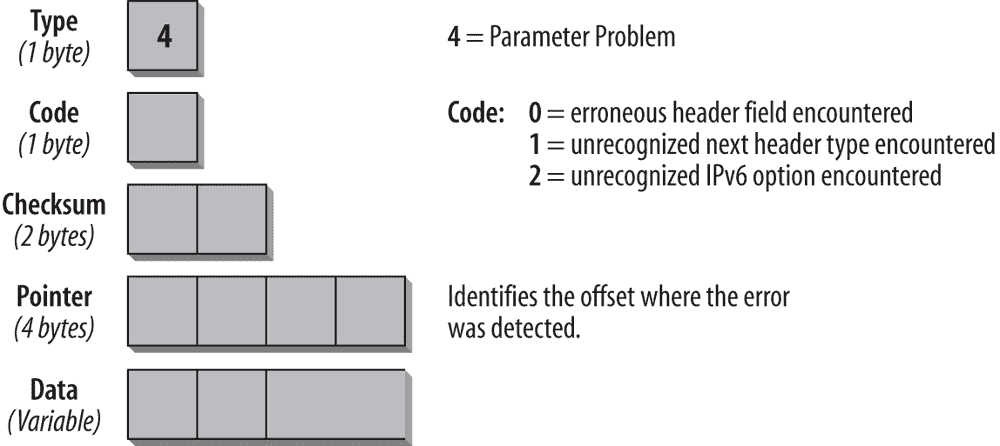 Type
(1 byte)
4
4 = Parameter Problem
Code
(1 byte)
Code: 0 = erroneous header field encountered
1 = unrecognized next header type encountered
2 = unrecognized IPv6 option encountered
Checksum
(2 bytes)
Pointer
(4 bytes)
Identifies the offset where the error
was detected.
Data
(Variable)